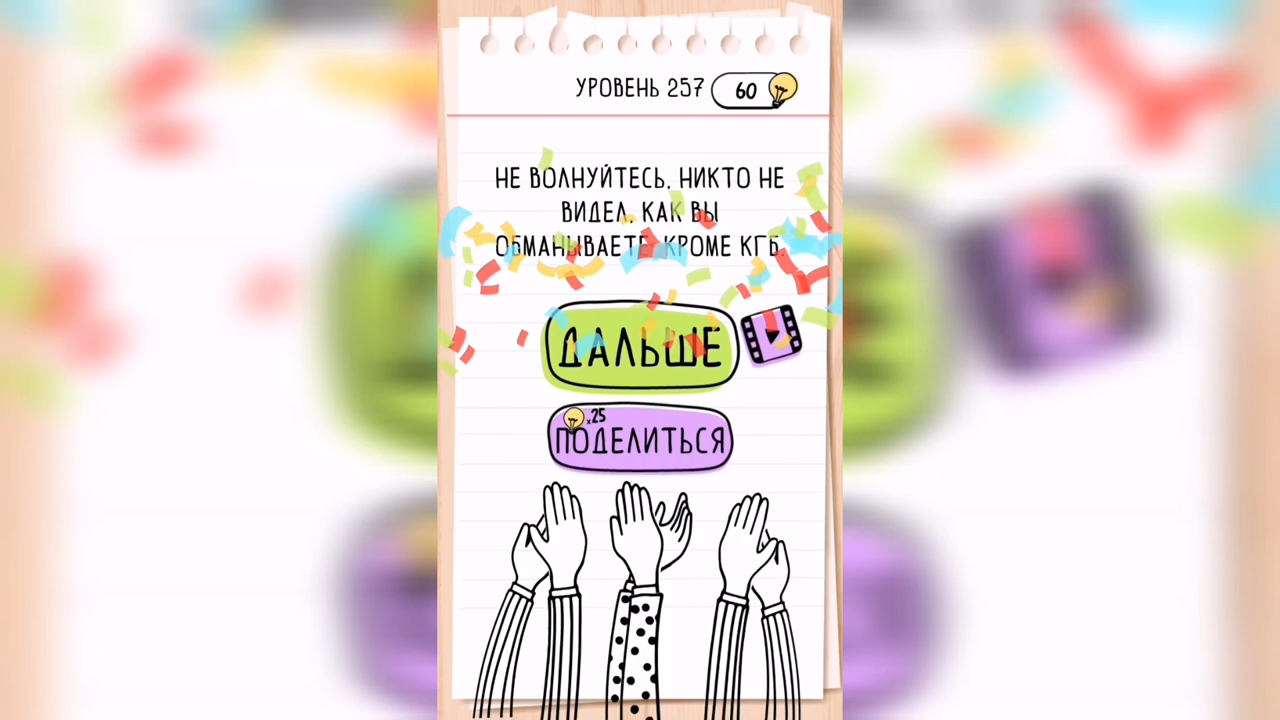 УРОВЕНЬ 257
60
НЕ ВОЛНУЙТЕСЬ, НИКТО НЕ
ВИДЕЛ, КАК ВЫ
ОБМАНЫВАЕТЕ, КРОМЕ КГБ.
ДАЛЬШЕ
x25
ПОДЕЛИТЬСЯ